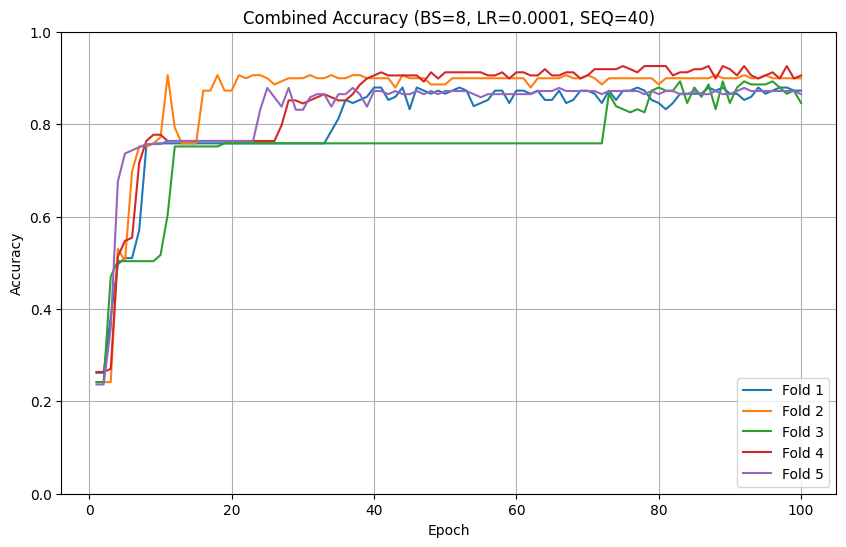 Combined Accuracy (BS=8, LR=0.0001, SEQ=40)
1.0
0.8
0.6
0.4
0.2
0.0
Accuracy
0 20 40 60 80 100
Epoch
Fold 1
Fold 2
Fold 3
Fold 4
Fold 5